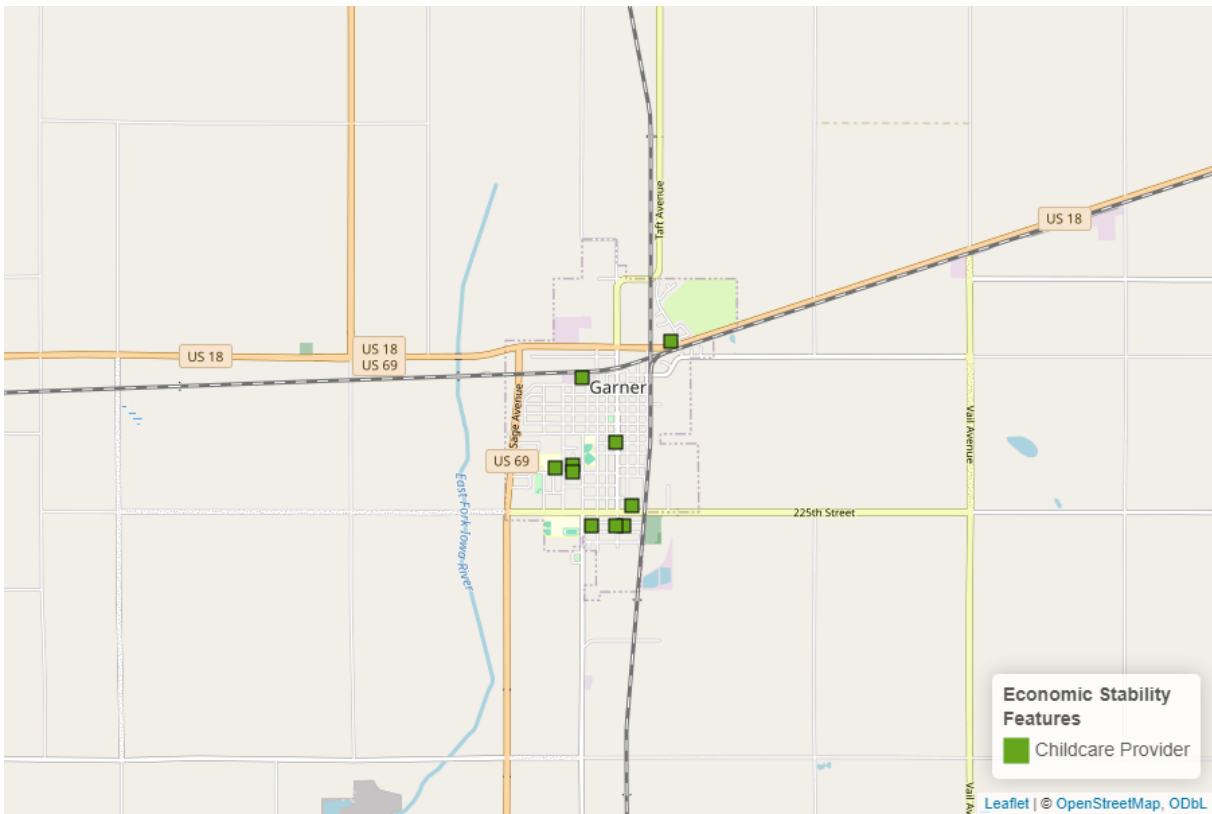 Taft Avenue
US 18
US 18
US 18
US 69
Garner
Sage Avenue
Vail Avenue
US 69
East Fork Iowa River
225th Street
Economic Stability
Features
Childcare Provider
Vail Av
Leaflet | © OpenStreetMap, ODbL